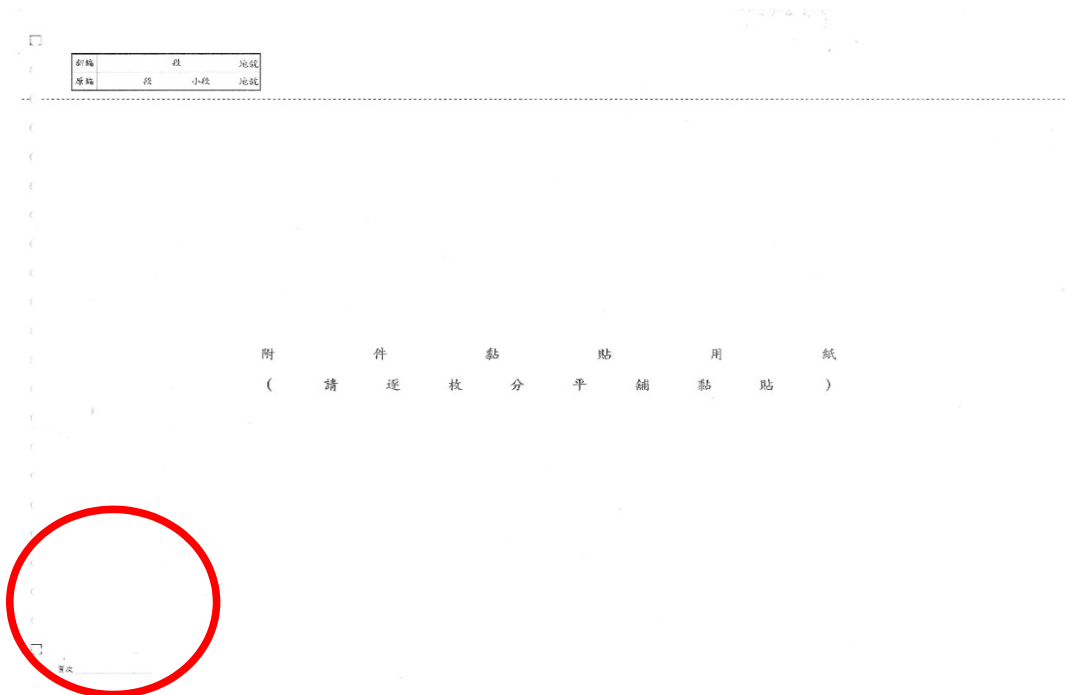 新編 段 地號
原編 段 小段 地號
附件黏貼用紙
(請逐枚分平舖黏貼)
頁次